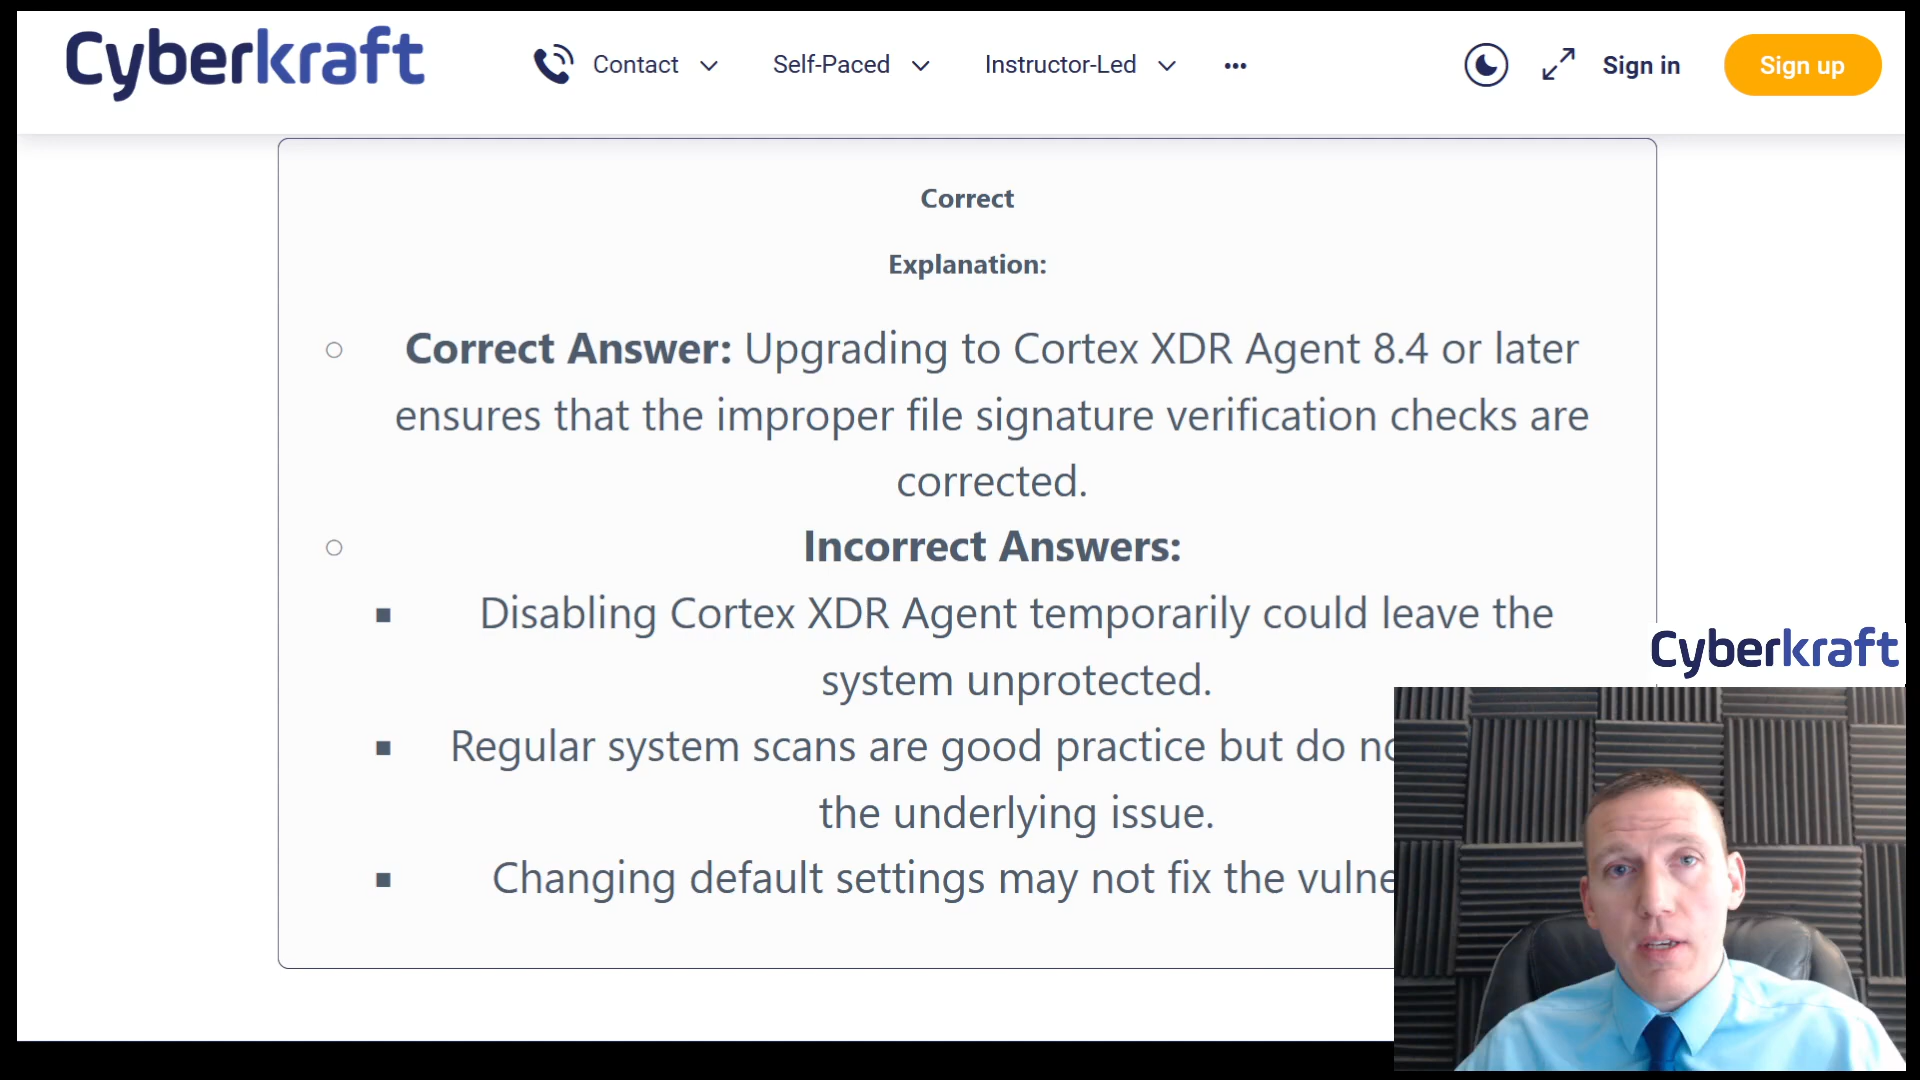 Cyberkraft
Contact
Self-Paced
Instructor-Led
Sign in
Sign up
Correct
Explanation:
Correct Answer: Upgrading to Cortex XDR Agent 8.4 or later
ensures that the improper file signature verification checks are
corrected.
Incorrect Answers:
Disabling Cortex XDR Agent temporarily could leave the
system unprotected.
Cyberkraft
Regular system scans are good practice but do
the underlying issue.
Changing default settings may not fix the